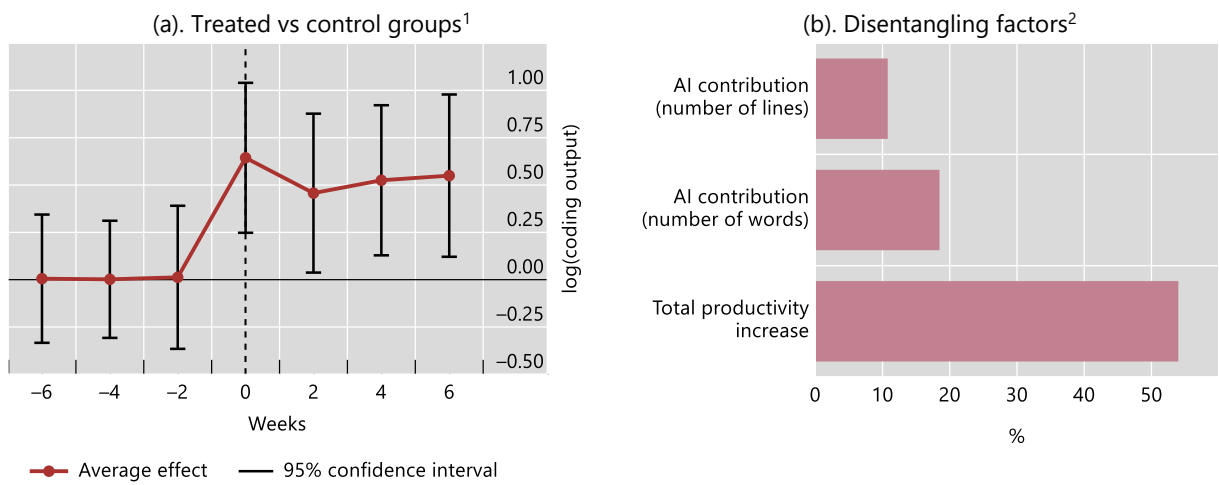 (a). Treated vs control groups¹
1.00
0.75
0.50
0.25
0.00
–0.25
–0.50
log(coding output)
–6 –4 –2 0 2 4 6
Weeks
Average effect 95% confidence interval
(b). Disentangling factors²
AI contribution
(number of lines)
AI contribution
(number of words)
Total productivity
increase
0 10 20 30 40 50
%